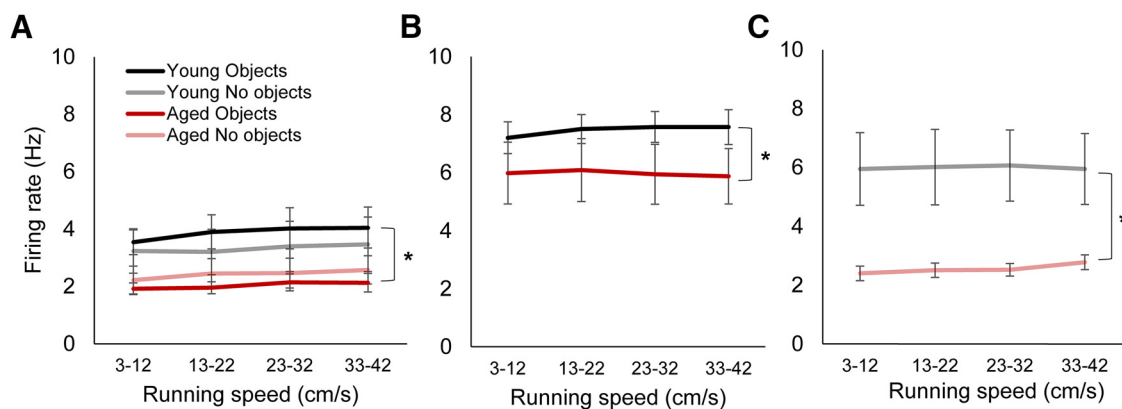 A
B
C
Firing rate (Hz)
10
8
6
4
2
0
Young Objects
Young No objects
Aged Objects
Aged No objects
*
3-12 13-22 23-32 33-42
Running speed (cm/s)
10
8
6
4
2
0
*
3-12 13-22 23-32 33-42
Running speed (cm/s)
10
8
6
4
2
0
*
3-12 13-22 23-32 33-42
Running speed (cm/s)